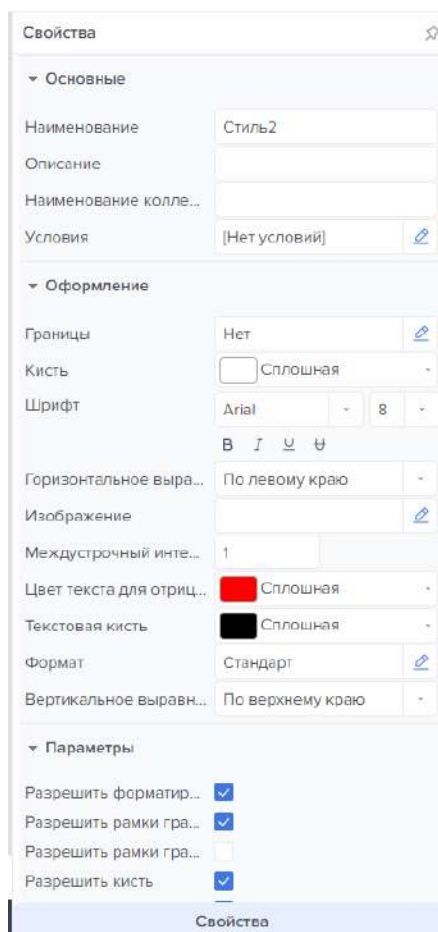 Свойства
Основные
Наименование Стиль2
Описание
Наименование колле...
Условия [Нет условий]
Оформление
Границы Нет
Кисть Сплошная
Шрифт Arial 8
B I U U
Горизонтальное выра... По левому краю
Изображение
Междустрочный инте... 1
Цвет текста для отриц... Сплошная
Текстовая кисть Сплошная
Формат Стандарт
Вертикальное выравн... По верхнему краю
Параметры
Разрешить форматир...
Разрешить рамки гра...
Разрешить рамки гра...
Разрешить кисть
Свойства